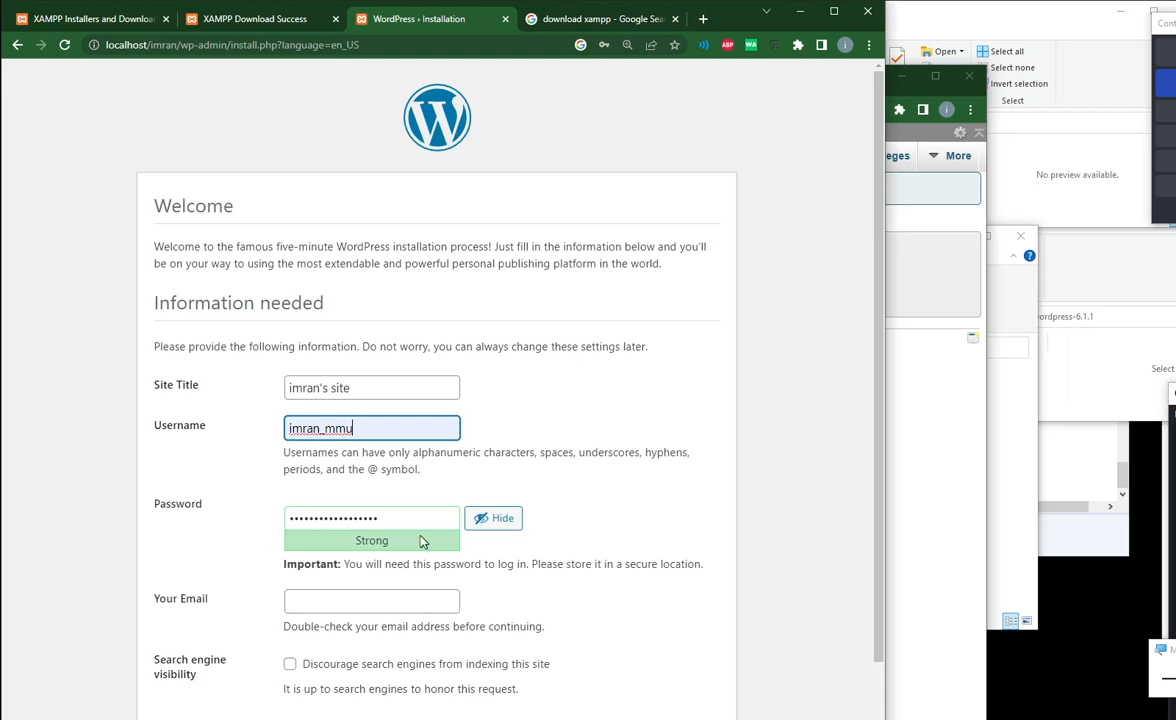 XAMPP Installers and Downloa
XAMPP Download Success
WordPress › Installation
download xampp - Google Sea
localhost/imran/wp-admin/install.php?language=en_US
ABP
WA
i
Welcome
Welcome to the famous five-minute WordPress installation process! Just fill in the information below and you'll
be on your way to using the most extendable and powerful personal publishing platform in the world.
Information needed
Please provide the following information. Do not worry, you can always change these settings later.
Site Title
imran's site
Username
imran_mmu
Usernames can have only alphanumeric characters, spaces, underscores, hyphens,
periods, and the @ symbol.
Password
••••••••••••••••••
Hide
Strong
Important: You will need this password to log in. Please store it in a secure location.
Your Email
Double-check your email address before continuing.
Search engine
visibility
Discourage search engines from indexing this site
It is up to search engines to honor this request.
Open
Select all
Select none
Invert selection
Select
i
eges
More
No preview available.
Cont
ordpress-6.1.1
Select